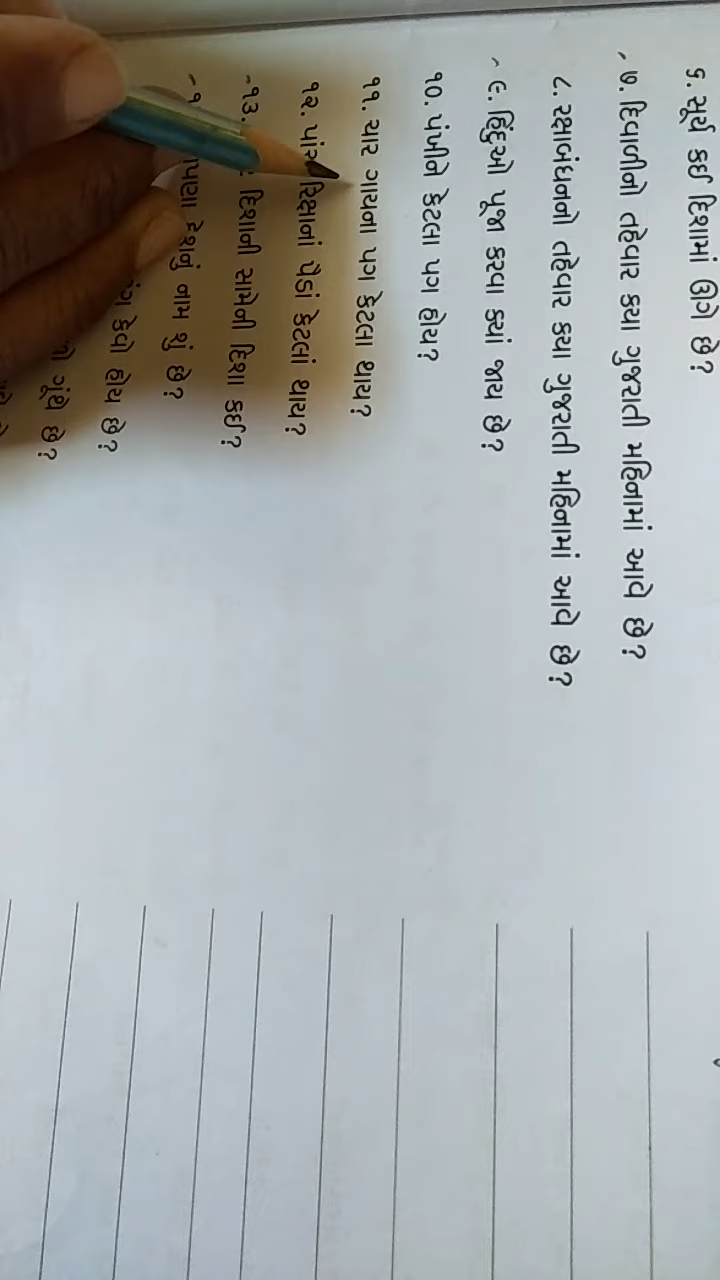 ૬. સૂર્ય કઈ દિશામાં ઊગે છે?
૭. દિવાળીનો તહેવાર કયા ગુજરાતી મહિનામાં આવે છે?
૮. રક્ષાબંધનનો તહેવાર કયા ગુજરાતી મહિનામાં આવે છે?
૯. હિંદુઓ પૂજા કરવા ક્યાં જાય છે?
૧૦. પંખીને કેટલા પગ હોય?
૧૧. ચાર ગાયના પગ કેટલા થાય?
૧૨. રિક્ષાનાં પૈડાં કેટલાં થાય?
૧૩. દિશાની સામેની દિશા કઈ?
દેશનું નામ શું છે?
કેવો હોય છે?
ગૂંથે છે?